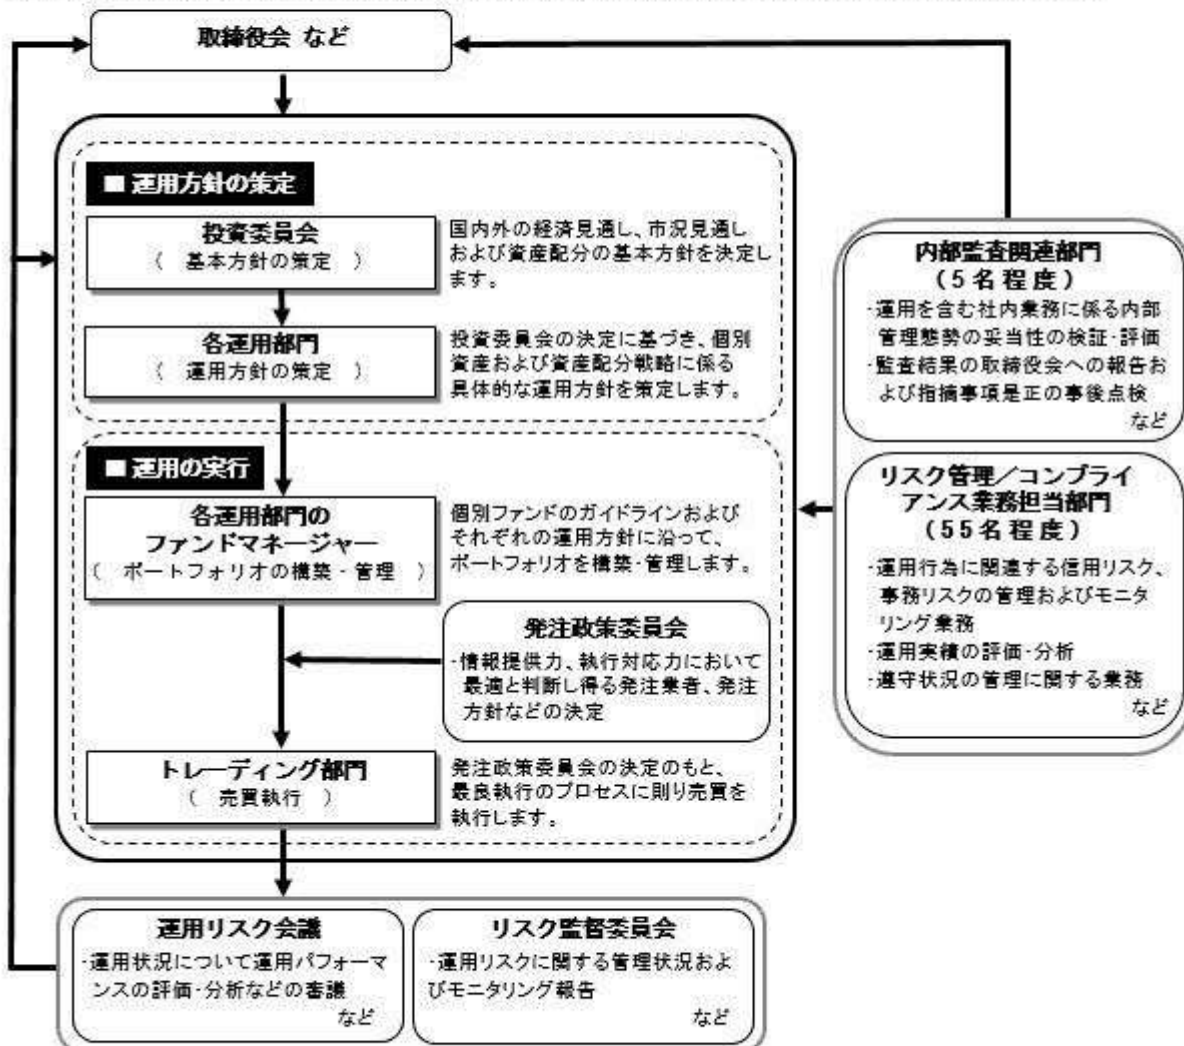 取締役会 など
■ 運用方針の策定
投資委員会
( 基本方針の策定 )
国内外の経済見通し、市況見通し
および資産配分の基本方針を決定し
ます。
各運用部門
( 運用方針の策定 )
投資委員会の決定に基づき、個別
資産および資産配分戦略に係る
具体的な運用方針を策定します。
■ 運用の実行
各運用部門の
ファンドマネージャー
( ポートフォリオの構築・管理 )
個別ファンドのガイドラインおよび
それぞれの運用方針に沿って、
ポートフォリオを構築・管理します。
発注政策委員会
・情報提供力、執行対応力において
最適と判断し得る発注業者、発注
方針などの決定
トレーディング部門
( 売買執行 )
発注政策委員会の決定のもと、
最良執行のプロセスに則り売買を
執行します。
内部監査関連部門
(5名程度)
・運用を含む社内業務に係る内部
管理態勢の妥当性の検証・評価
・監査結果の取締役会への報告お
よび指摘事項是正の事後点検
など
リスク管理/コンプライ
アンス業務担当部門
(55名程度)
・運用行為に関連する信用リスク、
事務リスクの管理およびモニタ
リング業務
・運用実績の評価・分析
・遵守状況の管理に関する業務
など
運用リスク会議
・運用状況について運用パフォーマ
ンスの評価・分析などの審議
など
リスク監督委員会
・運用リスクに関する管理状況およ
びモニタリング報告
など